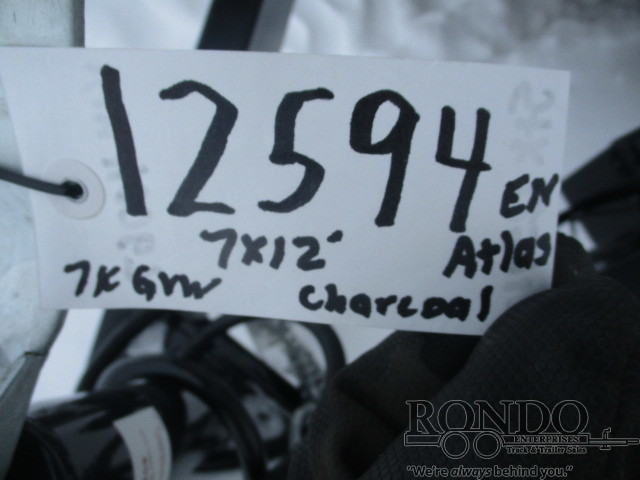 12594
EN
7x12'
Atlas
7K GVW
Charcoal
RONDO
ENTERPRISES
Truck & Trailer Sales
"We're always behind you."